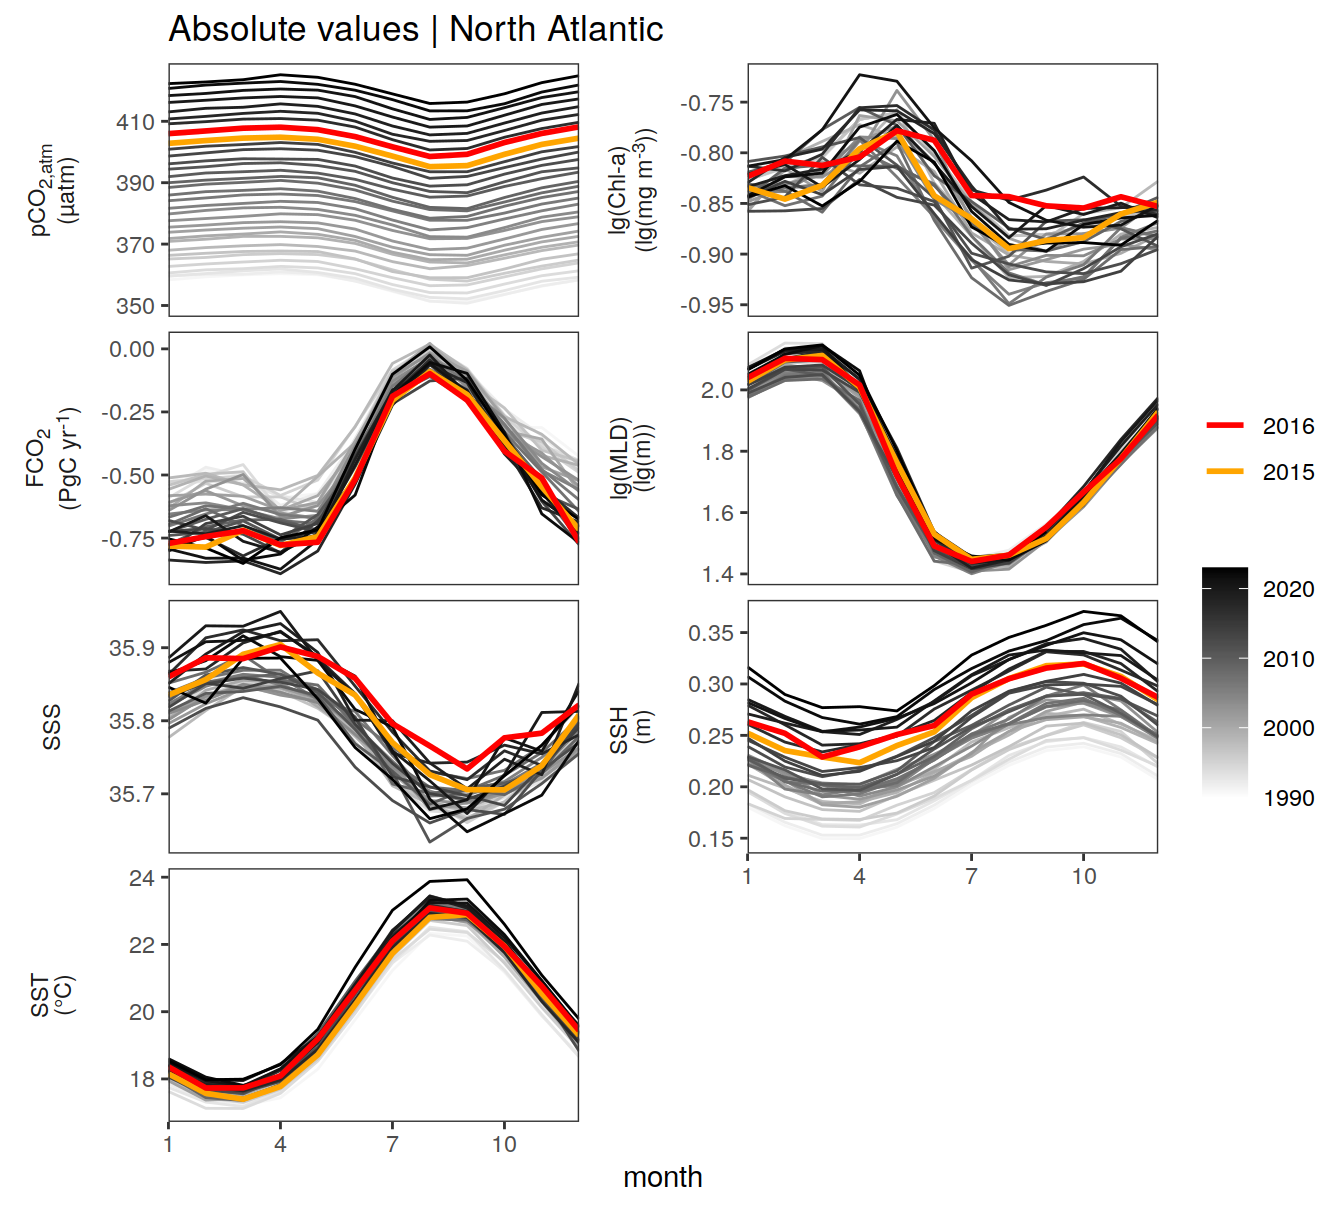 Absolute values | North Atlantic
pCO2,atm
(µatm)
410
390
370
350
lg(Chl-a)
(lg(mg m-3))
-0.75
-0.80
-0.85
-0.90
-0.95
FCO2
(PgC yr-1)
0.00
-0.25
-0.50
-0.75
lg(MLD)
(lg(m))
2.0
1.8
1.6
1.4
SSS
35.9
35.8
35.7
SSH
(m)
0.35
0.30
0.25
0.20
0.15
1 4 7 10
SST
(°C)
24
22
20
18
1 4 7 10
month
2016
2015
2020
2010
2000
1990